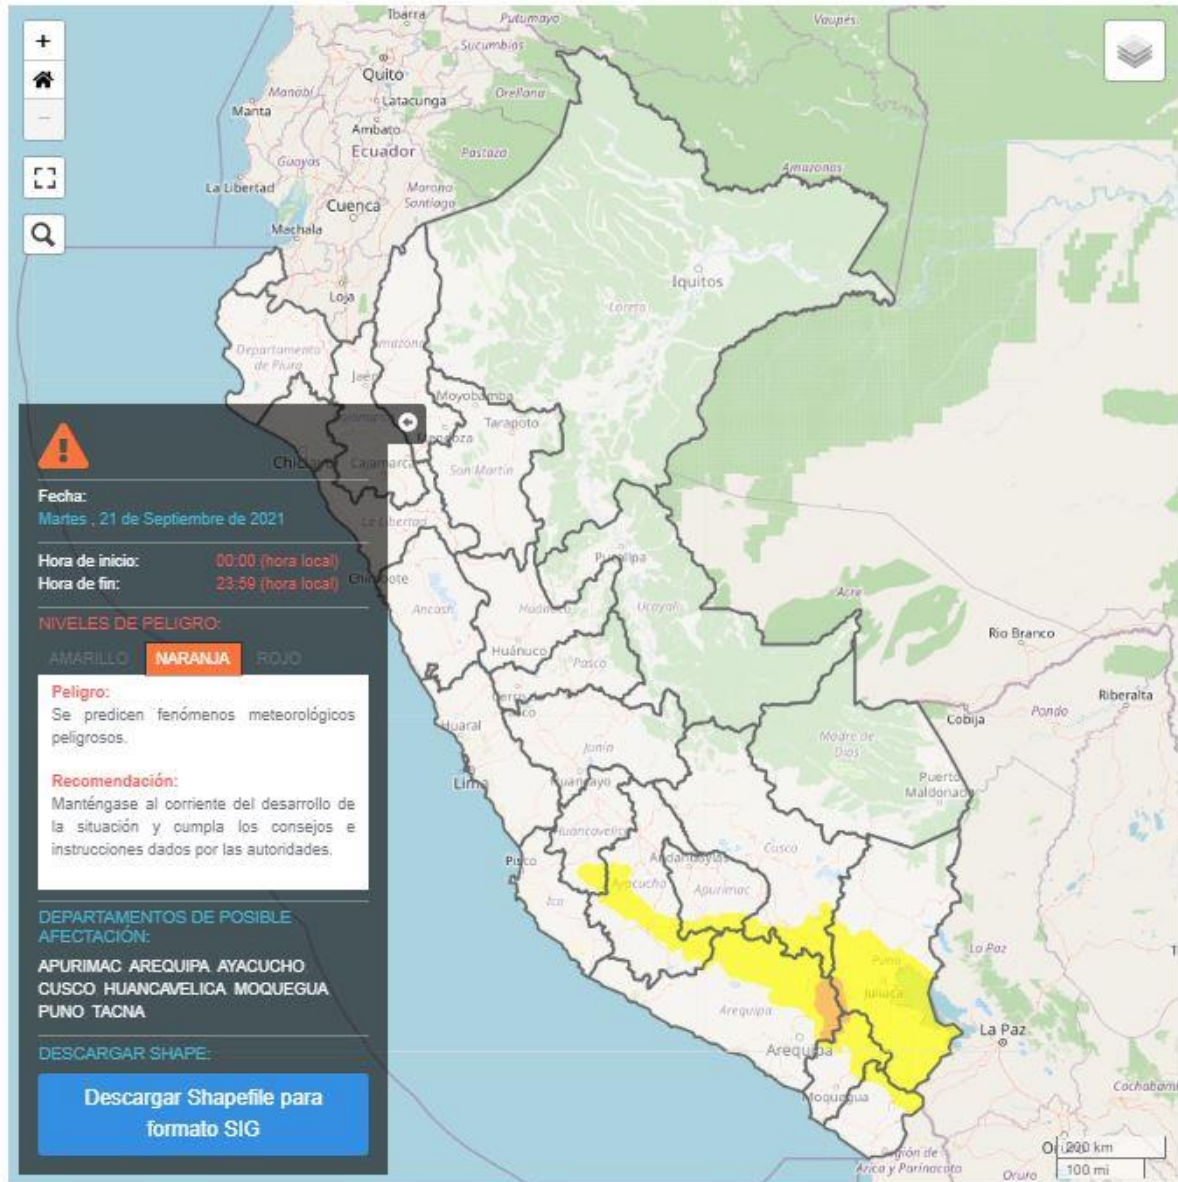 Ibarra
Putumayo
Vaupés
Sucumbíos
+
Quito
Orellana
Manabí
Latacunga
Manta
Ambato
Ecuador
Pastaza
Guayas
Amazonas
La Libertad
Morona
Santiago
Cuenca
Machala
Iquitos
Loja
Loreto
Departamento
de Piura
Jaén
Moyobamba
Tarapoto
Cajamarca
San Martín
Fecha:
Martes , 21 de Septiembre de 2021
La Libertad
Hora de inicio: 00:00 (hora local)
Hora de fin: 23:59 (hora local)
Pucallpa
Ancash
Huánuco
Ucayali
Acre
NIVELES DE PELIGRO:
Rio Branco
AMARILLO NARANJA ROJO
Huánuco
Pasco
Peligro:
Se predicen fenómenos meteorológicos
peligrosos.
Riberalta
Pando
Cobija
Huaral
Madre de
Dios
Junín
Recomendación:
Manténgase al corriente del desarrollo de
la situación y cumpla los consejos e
instrucciones dados por las autoridades.
Lima
Huancayo
Puerto
Maldonado
Huancavelica
Cusco
Pisco
Andahuaylas
Ayacucho
Apurímac
Ica
DEPARTAMENTOS DE POSIBLE
AFECTACIÓN:
La Paz
Puno
APURIMAC AREQUIPA AYACUCHO
CUSCO HUANCAVELICA MOQUEGUA
PUNO TACNA
Juliaca
Arequipa
La Paz
DESCARGAR SHAPE:
Arequipa
Descargar Shapefile para
formato SIG
Moquegua
200 km
Región de
Arica y Parinacota
100 mi
Oruro